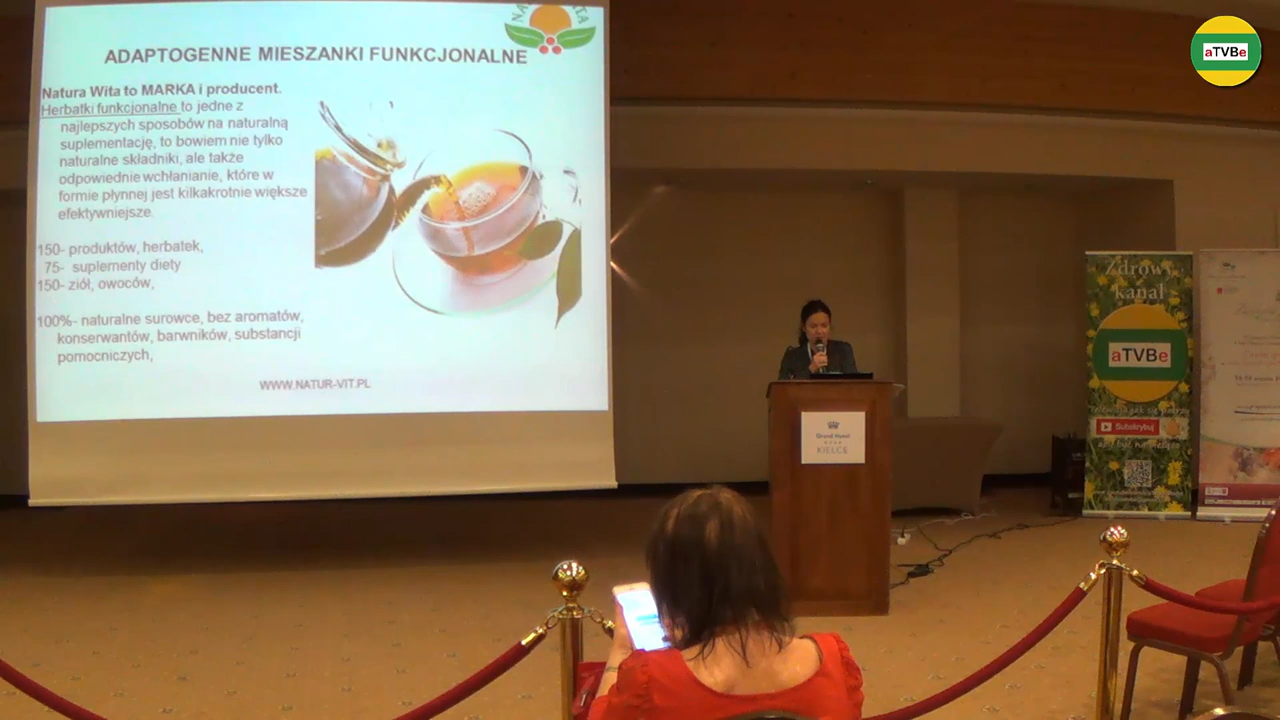 aTVBe
ADAPTOGENNE MIESZANKI FUNKCJONALNE
Natura Wita to MARKA i producent.
Herbatki funkcjonalne to jedne z
najlepszych sposobów na naturalną
suplementację, to bowiem nie tylko
naturalne składniki, ale także
odpowiednie wchłanianie, które w
formie płynnej jest kilkakrotnie większe
efektywniejsze.
150- produktów, herbatek,
75- suplementy diety
150- ziół, owoców,
100%- naturalne surowce, bez aromatów,
konserwantów, barwników, substancji
pomocniczych,
WWW.NATUR-VIT.PL
Grand Hotel
KIELCE
Zdrowy
kanał
aTVBe
Subskrybuj